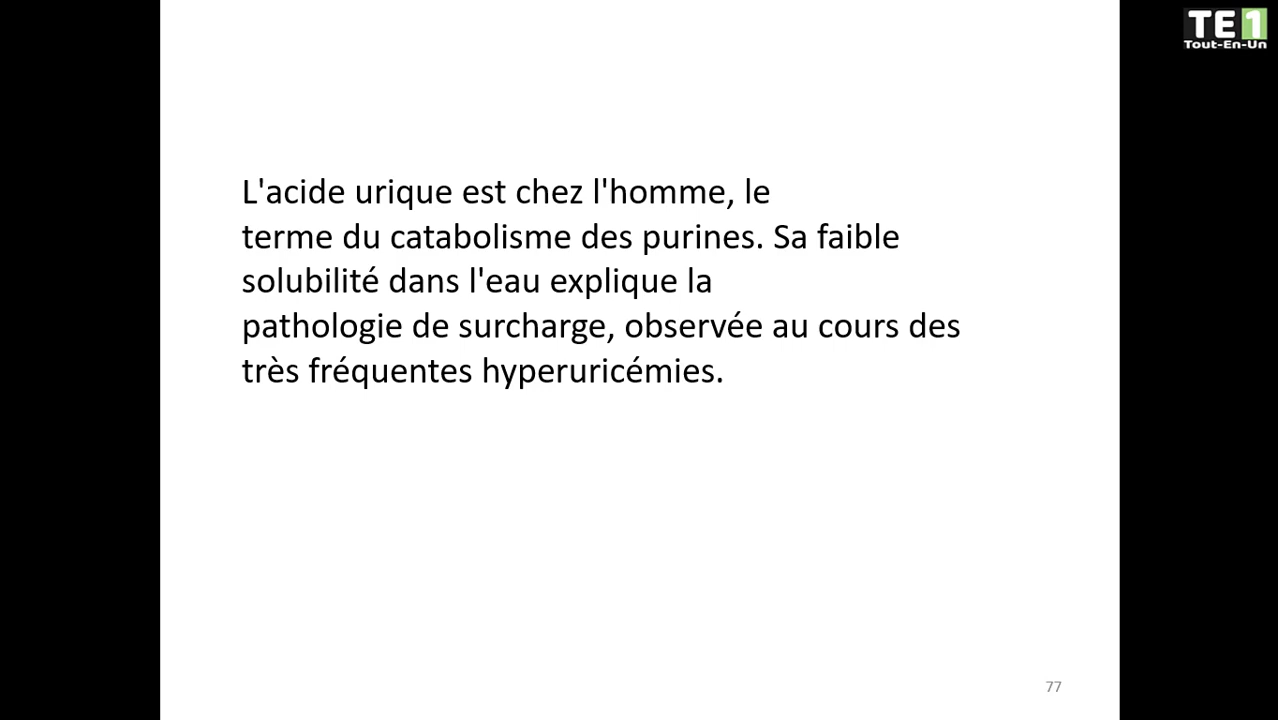 TE1
Tout-En-Un
L'acide urique est chez l'homme, le
terme du catabolisme des purines. Sa faible
solubilité dans l'eau explique la
pathologie de surcharge, observée au cours des
très fréquentes hyperuricémies.
77